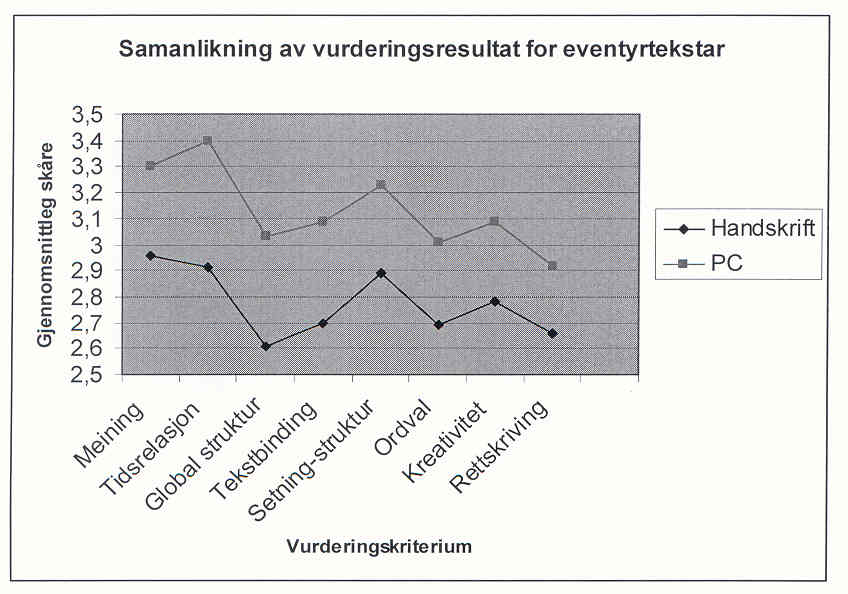 Samanlikning av vurderingsresultat for eventyrtekstar
Gjennomsnittleg skåre
3,5
3,4
3,3
3,2
3,1
3
2,9
2,8
2,7
2,6
2,5
Meining
Tidsrelasjon
Global struktur
Tekstbinding
Setning-struktur
Ordval
Kreativitet
Rettskriving
Vurderingskriterium
Handskrift
PC